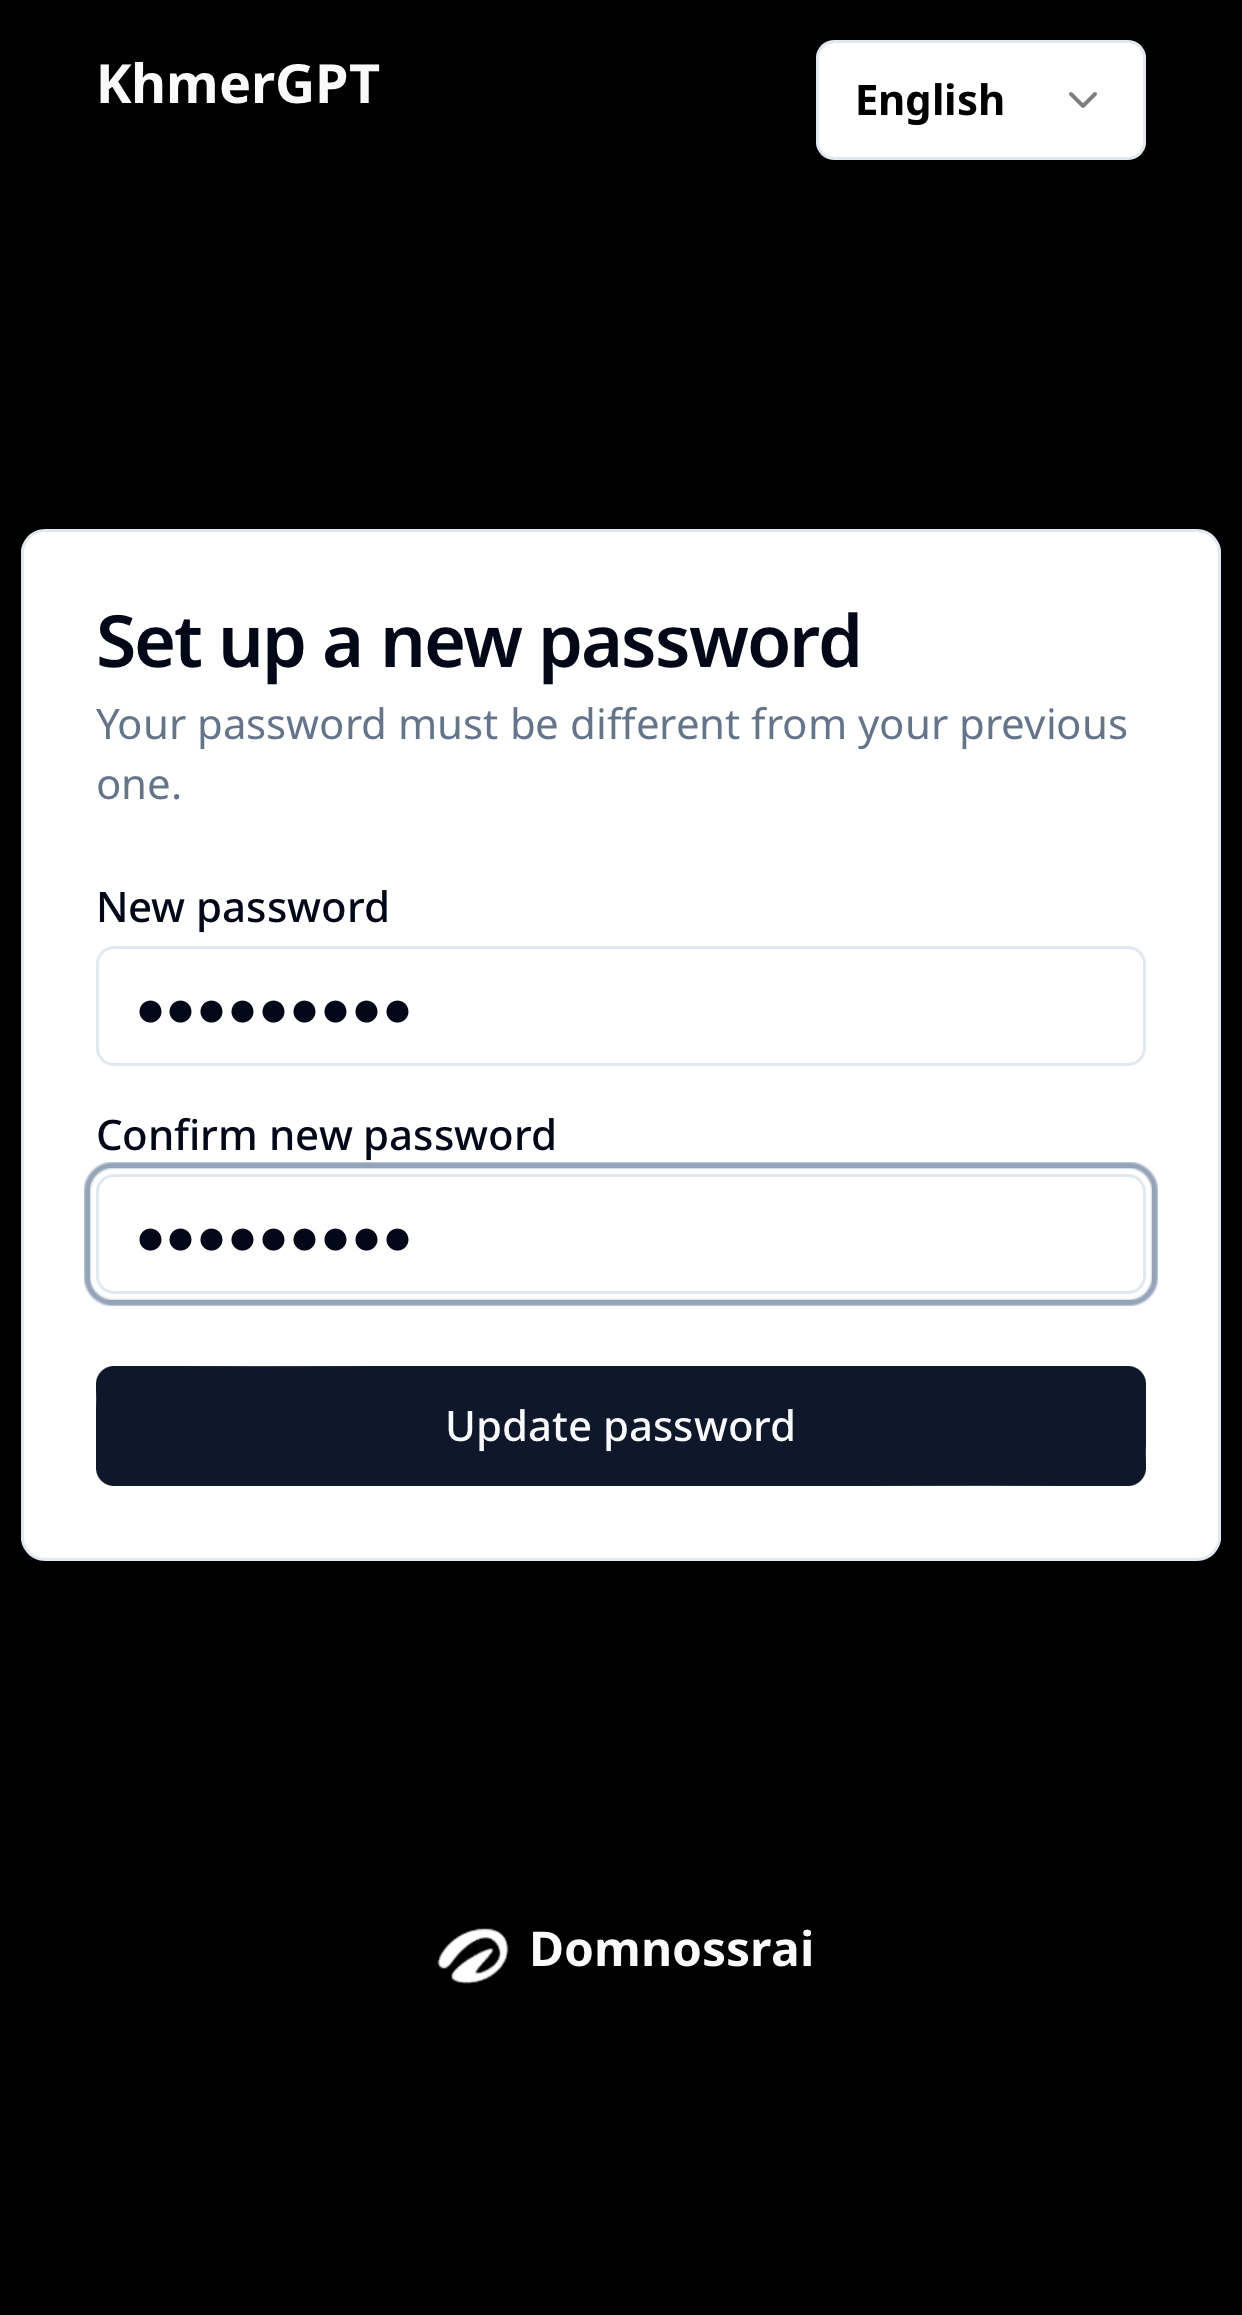 KhmerGPT
English
Set up a new password
Your password must be different from your previous
one.
New password
●●●●●●●●●
Confirm new password
●●●●●●●●●
Update password
Domnossrai